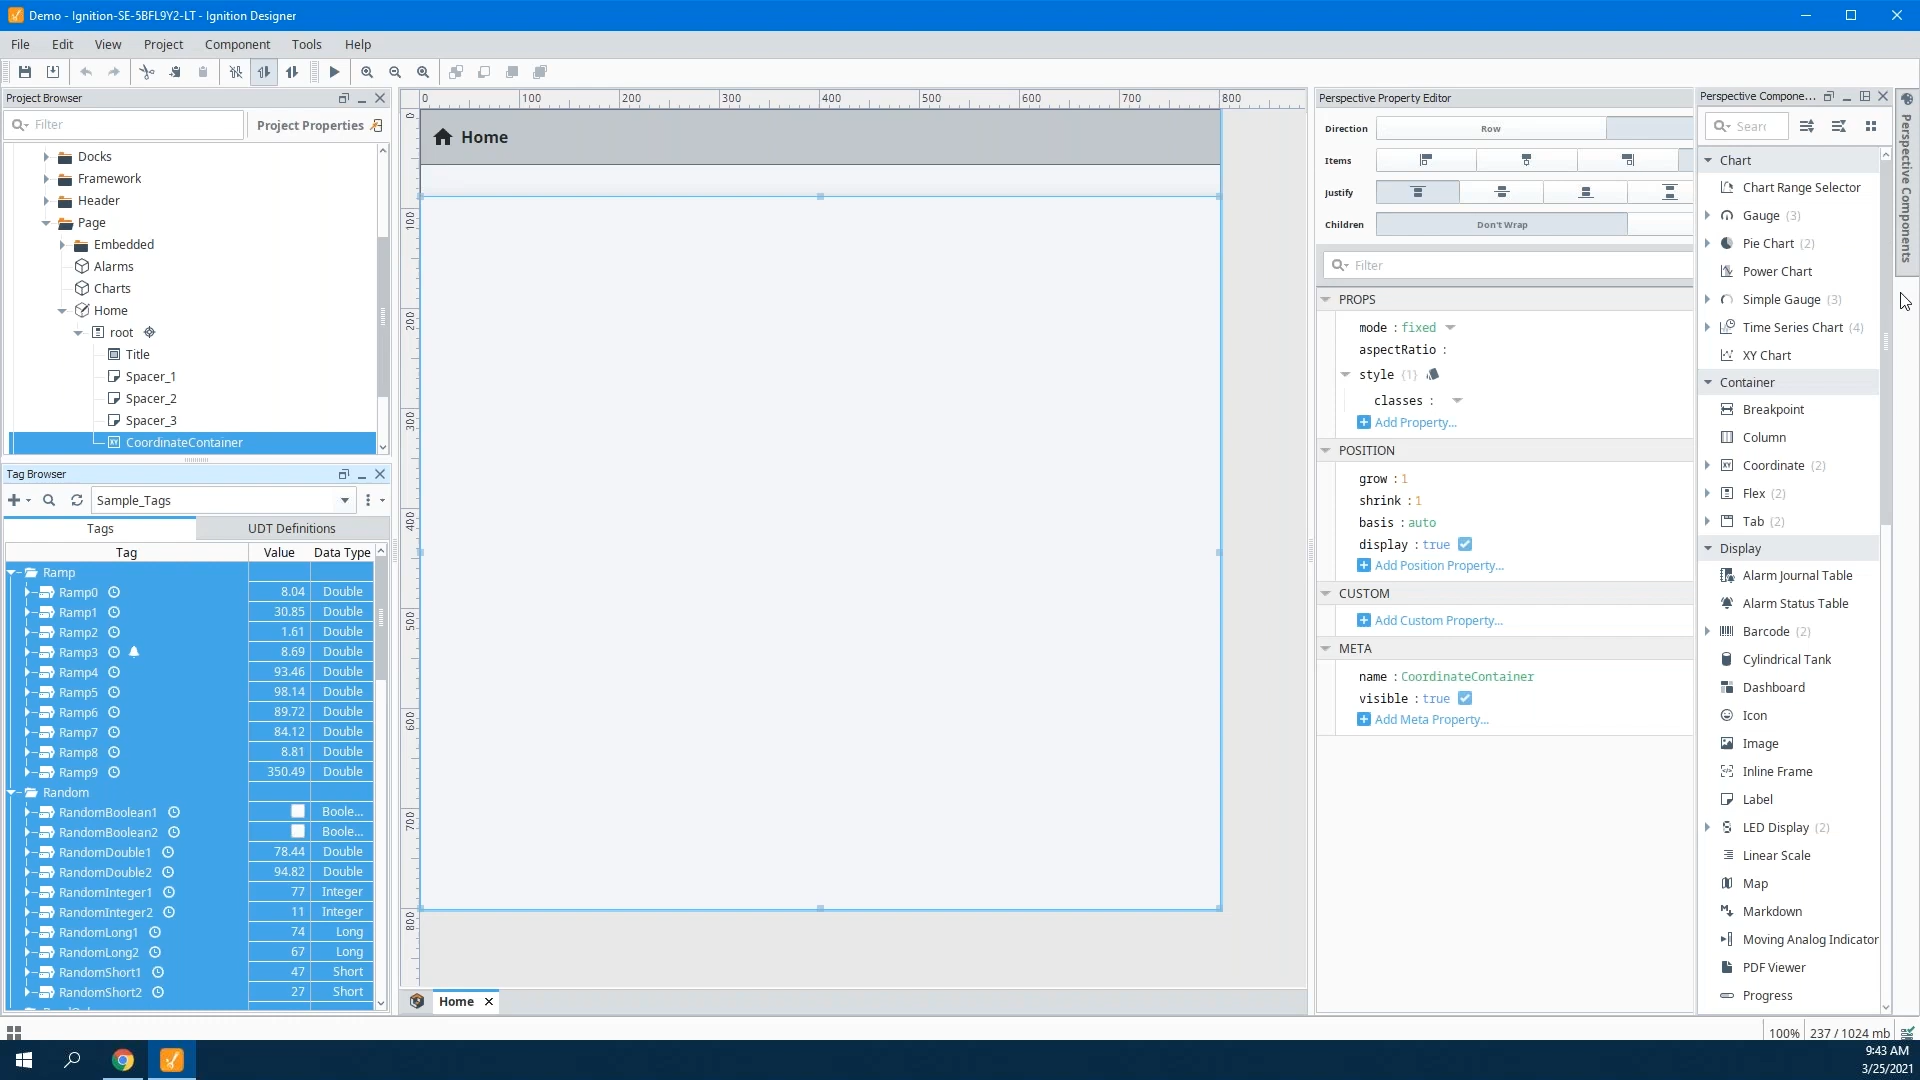 Demo - Ignition-SE-5BFL9Y2-LT - Ignition Designer
File Edit View Project Component Tools Help
Project Browser
Filter
Project Properties
Docks
Framework
Header
Page
Embedded
Alarms
Charts
Home
root
Title
Spacer_1
Spacer_2
Spacer_3
CoordinateContainer
Tag Browser
Sample_Tags
Tags UDT Definitions
Tag Value Data Type
Ramp
Ramp0 8.04 Double
Ramp1 30.85 Double
Ramp2 1.61 Double
Ramp3 8.69 Double
Ramp4 93.46 Double
Ramp5 98.14 Double
Ramp6 89.72 Double
Ramp7 84.12 Double
Ramp8 8.81 Double
Ramp9 350.49 Double
Random
RandomBoolean1 Boole...
RandomBoolean2 Boole...
RandomDouble1 78.44 Double
RandomDouble2 94.82 Double
RandomInteger1 77 Integer
RandomInteger2 11 Integer
RandomLong1 74 Long
RandomLong2 67 Long
RandomShort1 47 Short
RandomShort2 27 Short
0 100 200 300 400 500 600 700 800
0
100
200
300
400
500
600
700
800
Home
Home
Perspective Property Editor
Direction Row
Items
Justify
Children Don't Wrap
Filter
PROPS
mode : fixed
aspectRatio :
style {1}
classes :
Add Property...
POSITION
grow : 1
shrink : 1
basis : auto
display : true
Add Position Property...
CUSTOM
Add Custom Property...
META
name : CoordinateContainer
visible : true
Add Meta Property...
Perspective Compone...
Sear
Chart
Chart Range Selector
Gauge (3)
Pie Chart (2)
Power Chart
Simple Gauge (3)
Time Series Chart (4)
XY Chart
Container
Breakpoint
Column
Coordinate (2)
Flex (2)
Tab (2)
Display
Alarm Journal Table
Alarm Status Table
Barcode (2)
Cylindrical Tank
Dashboard
Icon
Image
Inline Frame
Label
LED Display (2)
Linear Scale
Map
Markdown
Moving Analog Indicator
PDF Viewer
Progress
Perspective Components
100% 237 / 1024 mb
9:43 AM
3/25/2021